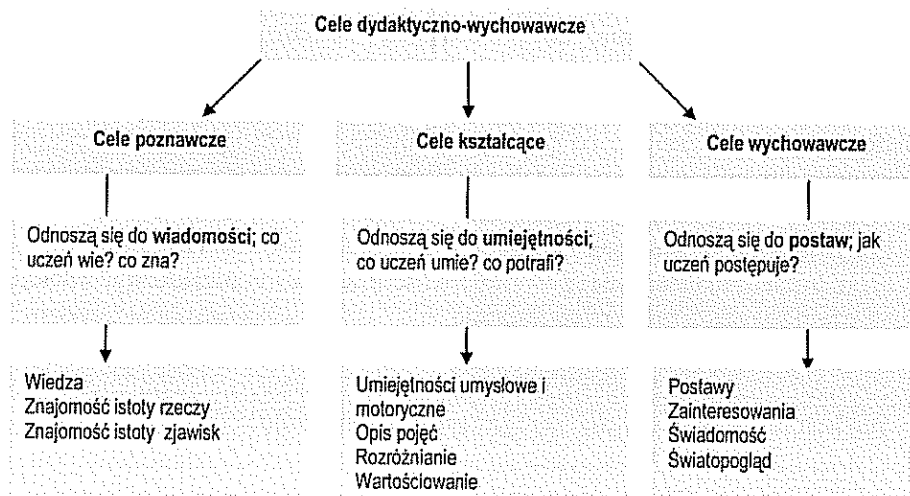 Cele dydaktyczno-wychowawcze
Cele poznawcze
Cele kształcące
Cele wychowawcze
Odnoszą się do wiadomości; co
uczeń wie? co zna?
Odnoszą się do umiejętności;
co uczeń umie? co potrafi?
Odnoszą się do postaw; jak
uczeń postępuje?
Wiedza
Znajomość istoty rzeczy
Znajomość istoty zjawisk
Umiejętności umysłowe i
motoryczne
Opis pojęć
Rozróżnianie
Wartościowanie
Postawy
Zainteresowania
Świadomość
Światopogląd